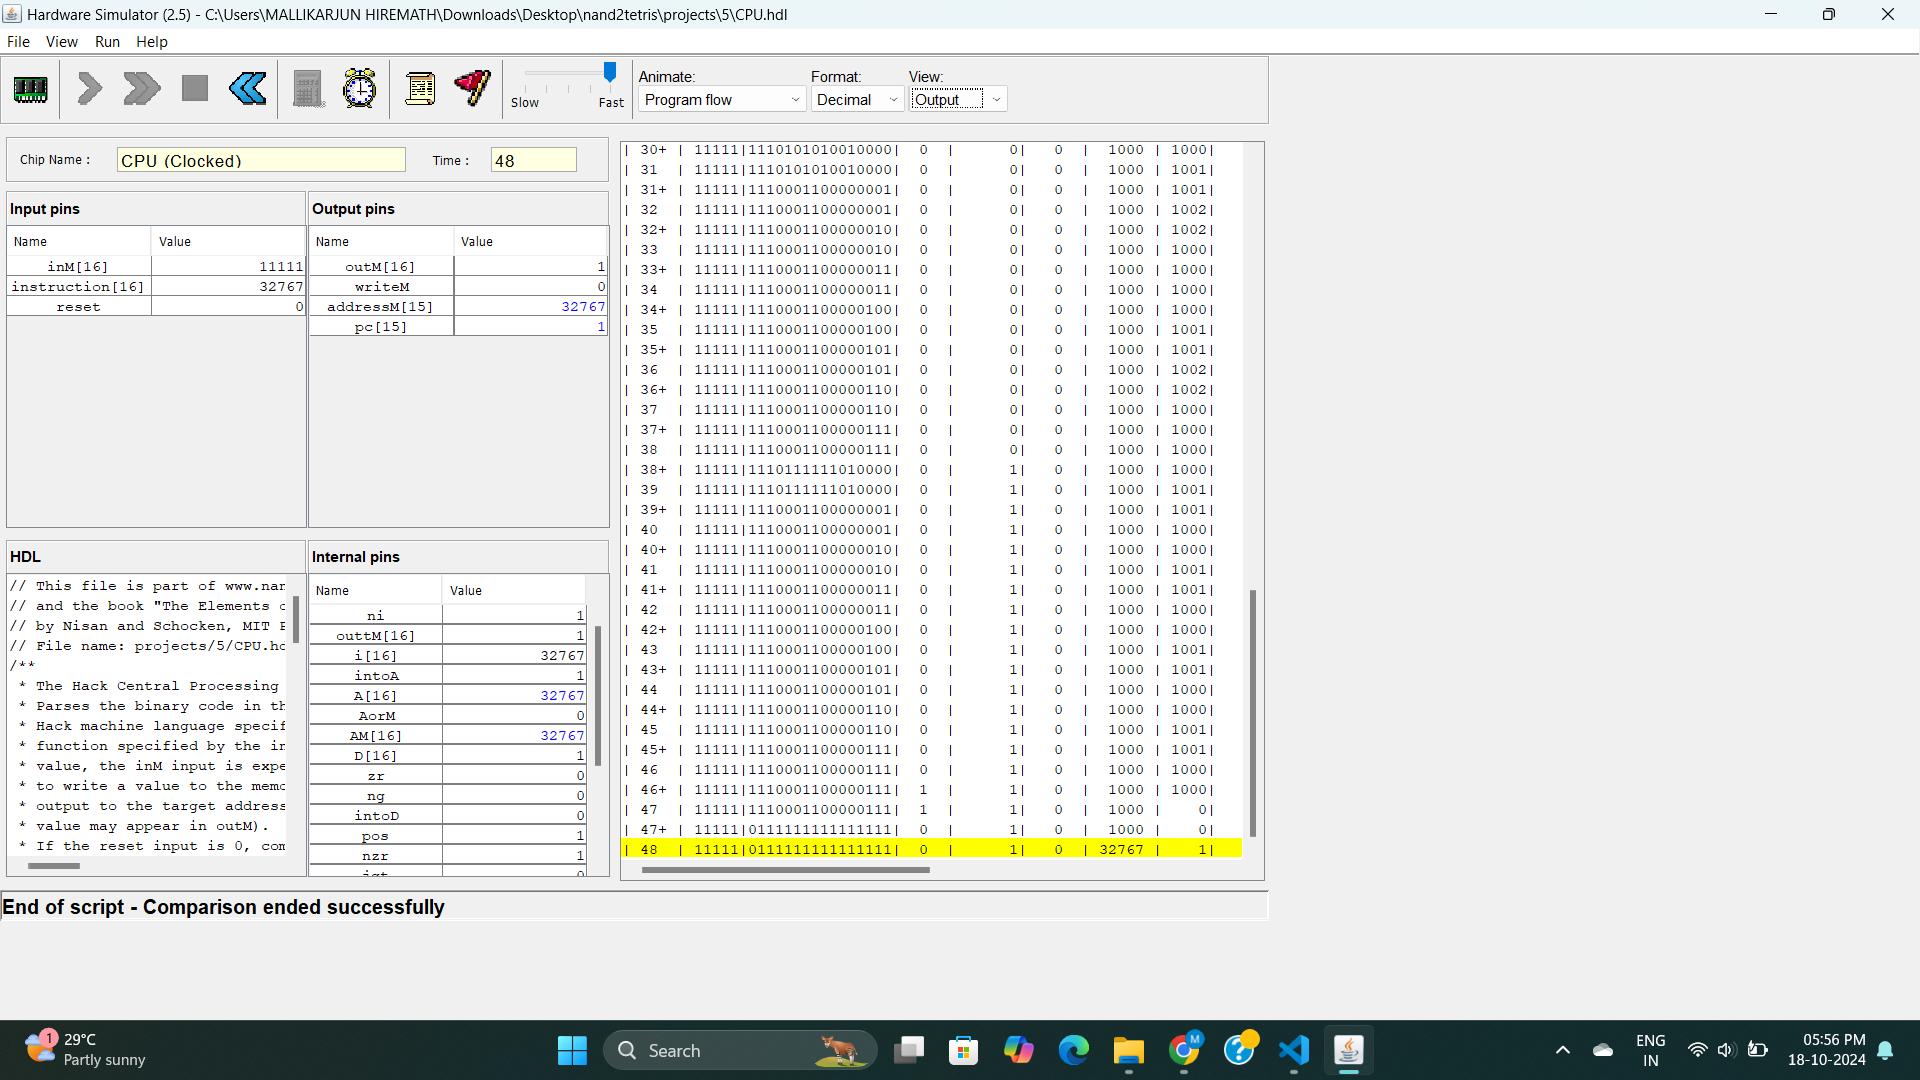 Hardware Simulator (2.5) - C:\Users\MALLIKARJUN HIREMATH\Downloads\Desktop\nand2tetris\projects\5\CPU.hdl
File View Run Help
Slow Fast
Animate: Format: View:
Program flow Decimal Output
Chip Name : CPU (Clocked) Time : 48
Input pins
Name Value
inM[16] 11111
instruction[16] 32767
reset 0
Output pins
Name Value
outM[16] 1
writeM 0
addressM[15] 32767
pc[15] 1
HDL
// This file is part of www.nan
// and the book "The Elements o
// by Nisan and Schocken, MIT P
// File name: projects/5/CPU.hd
/**
* The Hack Central Processing
* Parses the binary code in th
* Hack machine language specif
* function specified by the in
* value, the inM input is expe
* to write a value to the memo
* output to the target address
* value may appear in outM).
* If the reset input is 0, com
Internal pins
Name Value
ni 1
outtM[16] 1
i[16] 32767
intoA 1
A[16] 32767
AorM 0
AM[16] 32767
D[16] 1
zr 0
ng 0
intoD 0
pos 1
nzr 1
| 30+ | 11111|1110101010010000| 0 | 0| 0 | 1000 | 1000|
| 31 | 11111|1110101010010000| 0 | 0| 0 | 1000 | 1001|
| 31+ | 11111|1110001100000001| 0 | 0| 0 | 1000 | 1001|
| 32 | 11111|1110001100000001| 0 | 0| 0 | 1000 | 1002|
| 32+ | 11111|1110001100000010| 0 | 0| 0 | 1000 | 1002|
| 33 | 11111|1110001100000010| 0 | 0| 0 | 1000 | 1000|
| 33+ | 11111|1110001100000011| 0 | 0| 0 | 1000 | 1000|
| 34 | 11111|1110001100000011| 0 | 0| 0 | 1000 | 1000|
| 34+ | 11111|1110001100000100| 0 | 0| 0 | 1000 | 1000|
| 35 | 11111|1110001100000100| 0 | 0| 0 | 1000 | 1001|
| 35+ | 11111|1110001100000101| 0 | 0| 0 | 1000 | 1001|
| 36 | 11111|1110001100000101| 0 | 0| 0 | 1000 | 1002|
| 36+ | 11111|1110001100000110| 0 | 0| 0 | 1000 | 1002|
| 37 | 11111|1110001100000110| 0 | 0| 0 | 1000 | 1000|
| 37+ | 11111|1110001100000111| 0 | 0| 0 | 1000 | 1000|
| 38 | 11111|1110001100000111| 0 | 0| 0 | 1000 | 1000|
| 38+ | 11111|1110111111010000| 0 | 1| 0 | 1000 | 1000|
| 39 | 11111|1110111111010000| 0 | 1| 0 | 1000 | 1001|
| 39+ | 11111|1110001100000001| 0 | 1| 0 | 1000 | 1001|
| 40 | 11111|1110001100000001| 0 | 1| 0 | 1000 | 1000|
| 40+ | 11111|1110001100000010| 0 | 1| 0 | 1000 | 1000|
| 41 | 11111|1110001100000010| 0 | 1| 0 | 1000 | 1001|
| 41+ | 11111|1110001100000011| 0 | 1| 0 | 1000 | 1001|
| 42 | 11111|1110001100000011| 0 | 1| 0 | 1000 | 1000|
| 42+ | 11111|1110001100000100| 0 | 1| 0 | 1000 | 1000|
| 43 | 11111|1110001100000100| 0 | 1| 0 | 1000 | 1001|
| 43+ | 11111|1110001100000101| 0 | 1| 0 | 1000 | 1001|
| 44 | 11111|1110001100000101| 0 | 1| 0 | 1000 | 1000|
| 44+ | 11111|1110001100000110| 0 | 1| 0 | 1000 | 1000|
| 45 | 11111|1110001100000110| 0 | 1| 0 | 1000 | 1001|
| 45+ | 11111|1110001100000111| 0 | 1| 0 | 1000 | 1001|
| 46 | 11111|1110001100000111| 0 | 1| 0 | 1000 | 1000|
| 46+ | 11111|1110001100000111| 1 | 1| 0 | 1000 | 1000|
| 47 | 11111|1110001100000111| 1 | 1| 0 | 1000 | 0|
| 47+ | 11111|0111111111111111| 0 | 1| 0 | 1000 | 0|
| 48 | 11111|0111111111111111| 0 | 1| 0 | 32767 | 1|
End of script - Comparison ended successfully
1
29°C
Partly sunny
Search
M
ENG
IN
05:56 PM
18-10-2024